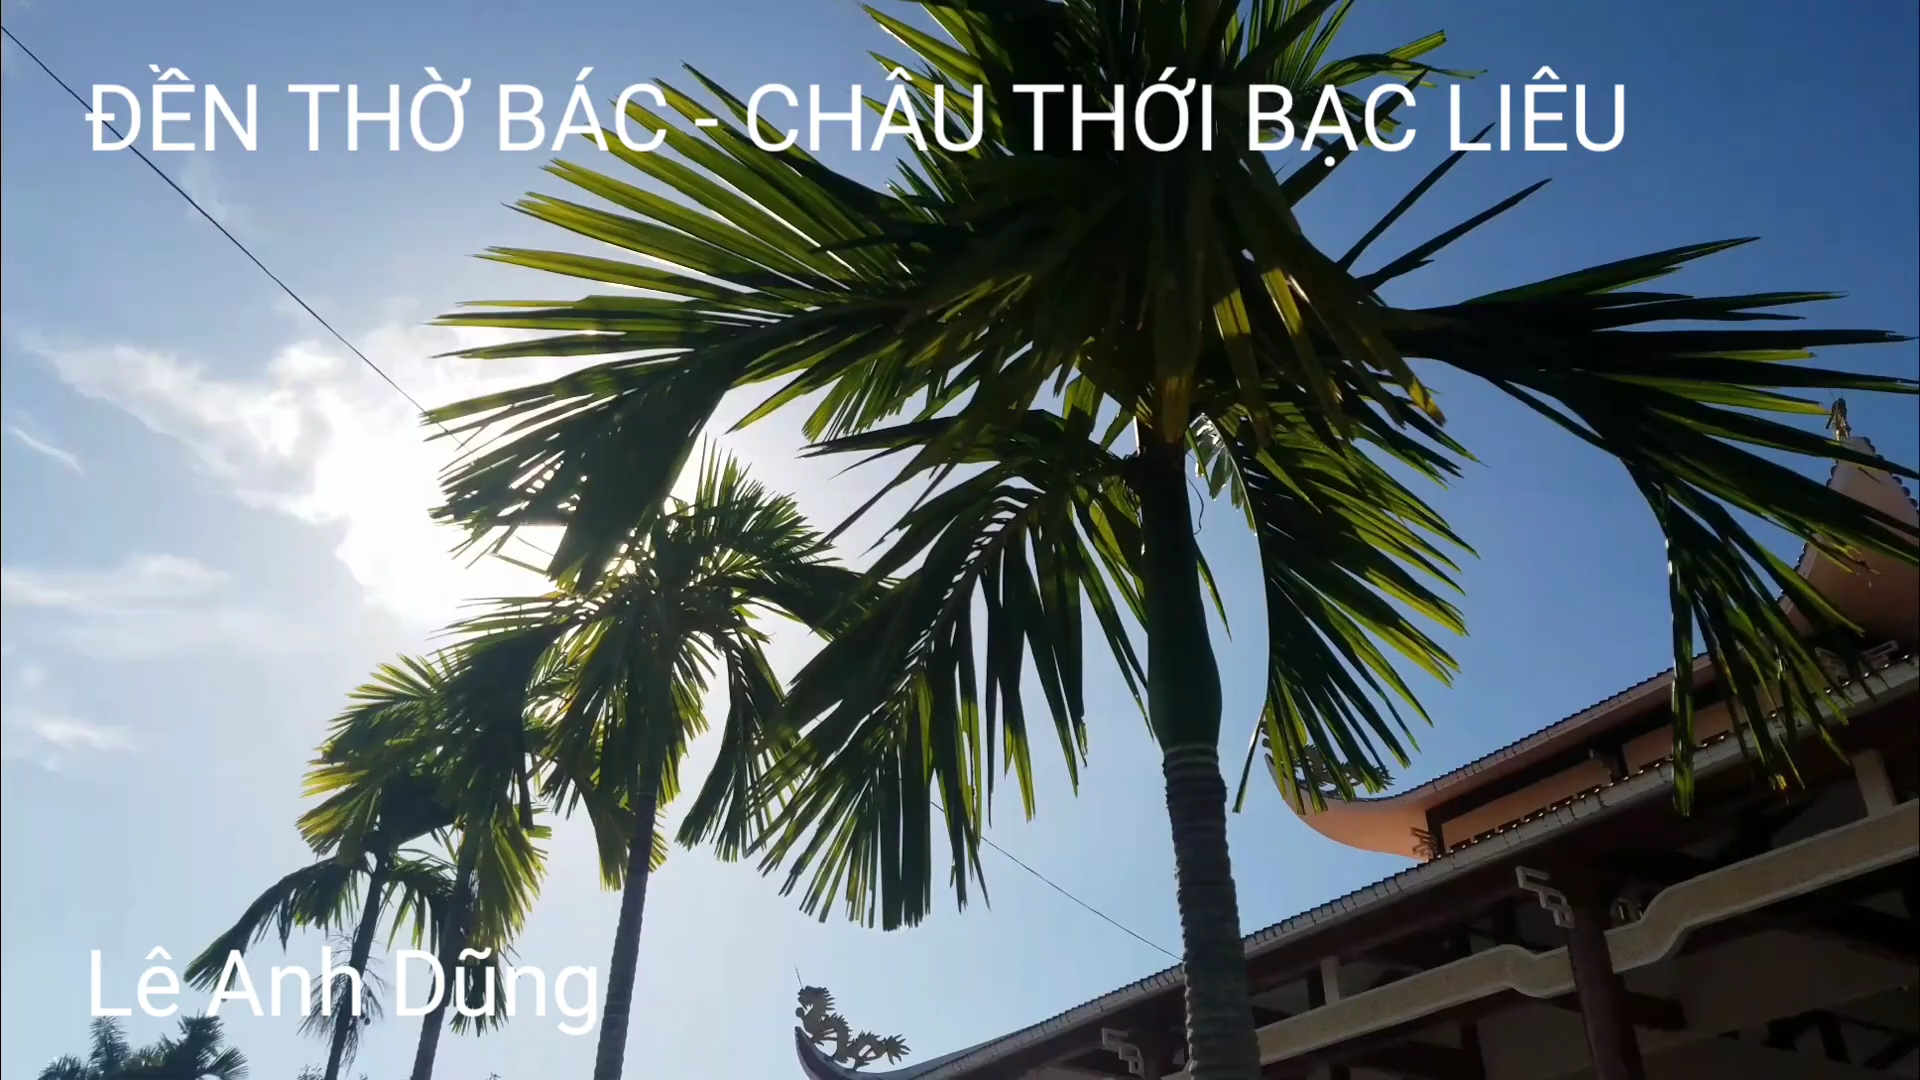 ĐỀN THỜ BÁC - CHÂU THỚI BẠC LIÊU
Lê Anh Dũng